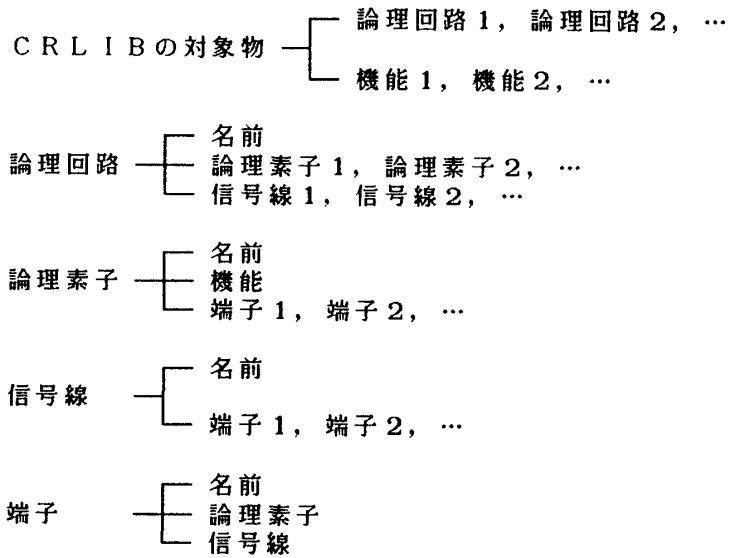 論理回路1, 論理回路2, …
CRLIBの対象物
機能1, 機能2, …
名前
論理回路 論理素子1, 論理素子2, …
信号線1, 信号線2, …
名前
論理素子 機能
端子1, 端子2, …
名前
信号線
端子1, 端子2, …
名前
端子 論理素子
信号線